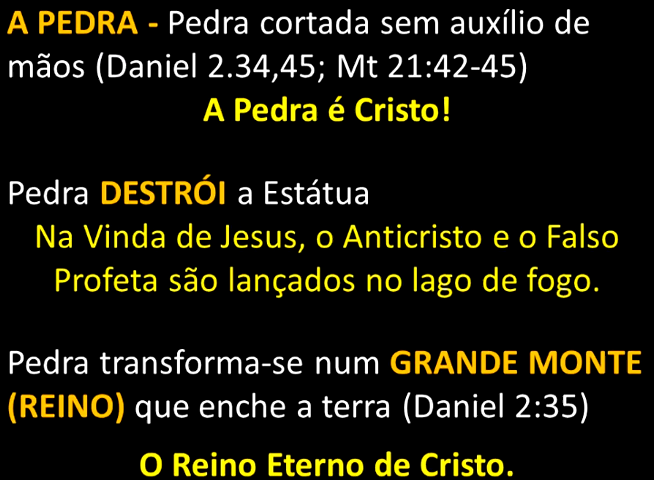 A PEDRA - Pedra cortada sem auxílio de
mãos (Daniel 2.34,45; Mt 21:42-45)
A Pedra é Cristo!
Pedra DESTRÓI a Estátua
Na Vinda de Jesus, o Anticristo e o Falso
Profeta são lançados no lago de fogo.
Pedra transforma-se num GRANDE MONTE
(REINO) que enche a terra (Daniel 2:35)
O Reino Eterno de Cristo.